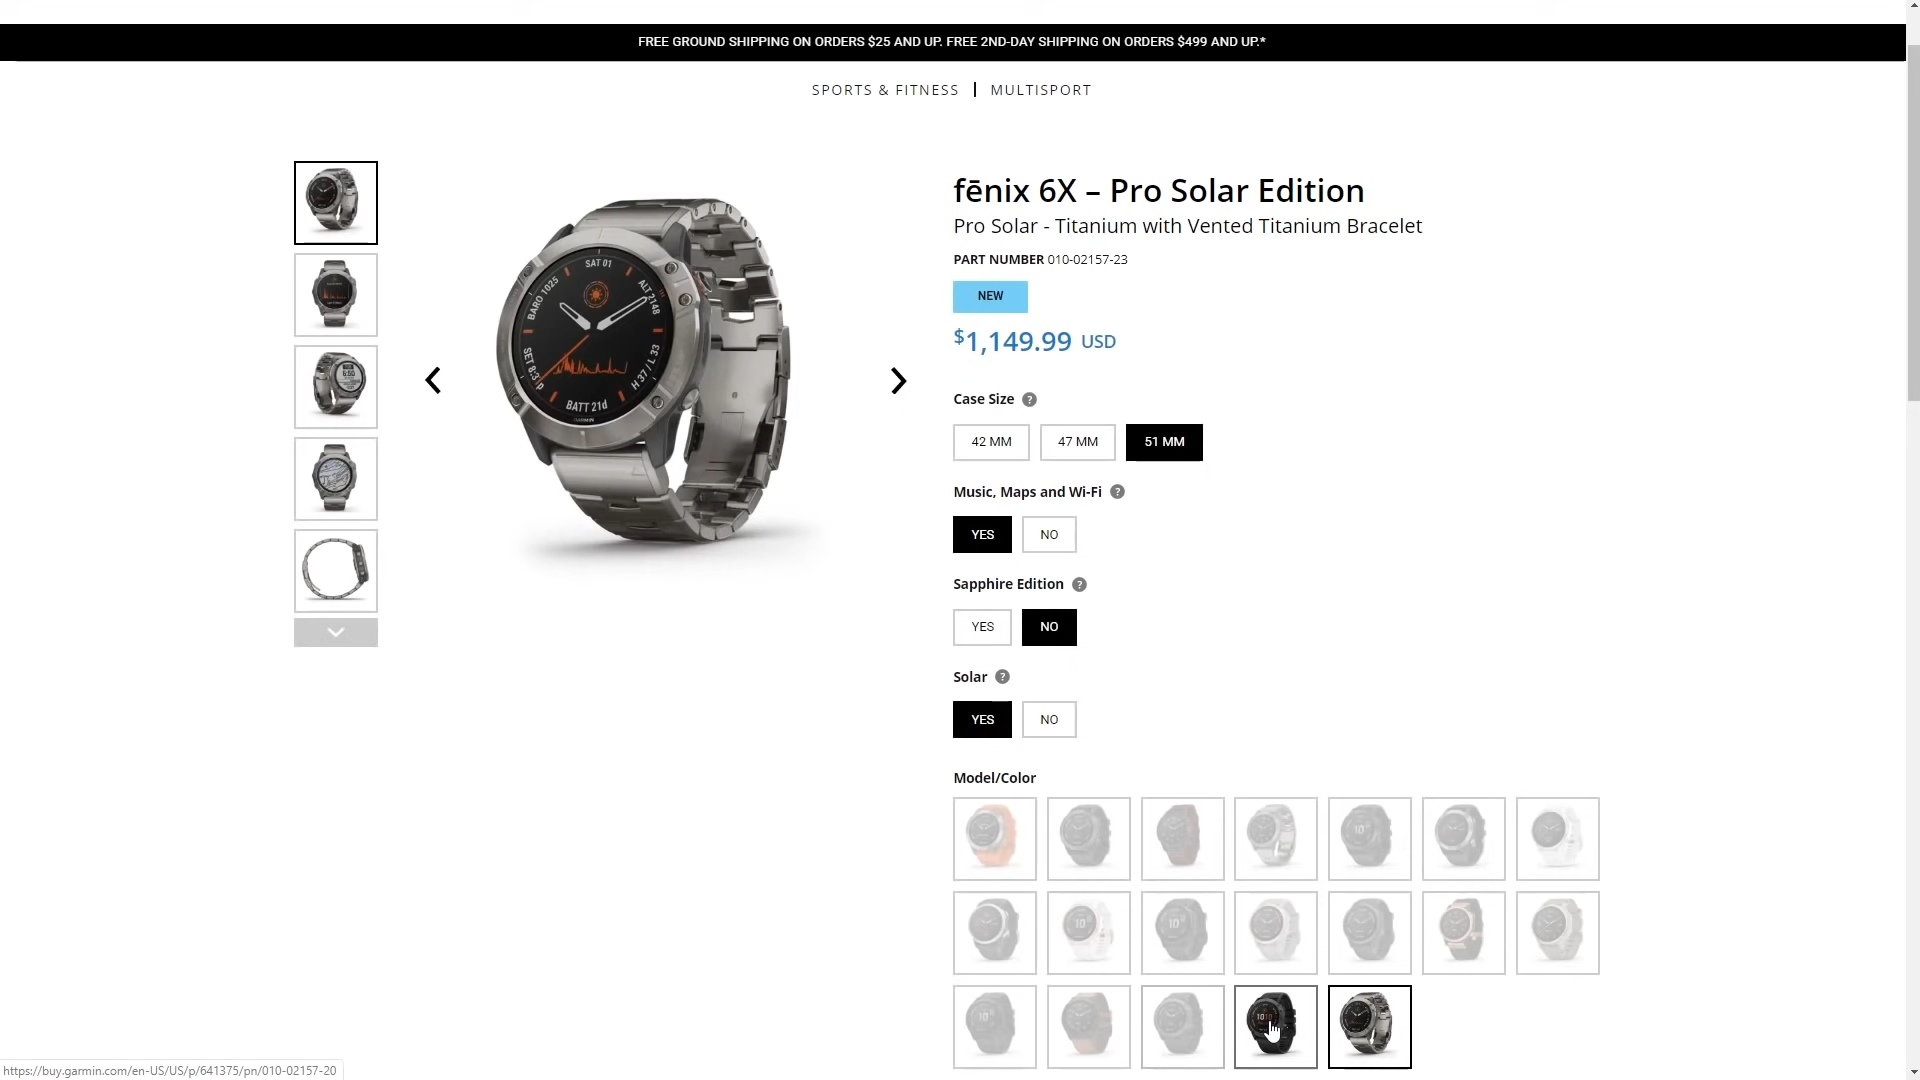 FREE GROUND SHIPPING ON ORDERS $25 AND UP. FREE 2ND-DAY SHIPPING ON ORDERS $499 AND UP.*
SPORTS & FITNESS | MULTISPORT
fēnix 6X – Pro Solar Edition
Pro Solar - Titanium with Vented Titanium Bracelet
PART NUMBER 010-02157-23
NEW
$1,149.99 USD
SAT 01
BARO 1025
ALT 2148
SET 8:31p
H 37 / L 33
BATT 21d
GARMIN
Case Size ?
42 MM 47 MM 51 MM
Music, Maps and Wi-Fi ?
YES NO
Sapphire Edition ?
YES NO
Solar ?
YES NO
Model/Color
https://buy.garmin.com/en-US/US/p/641375/pn/010-02157-20